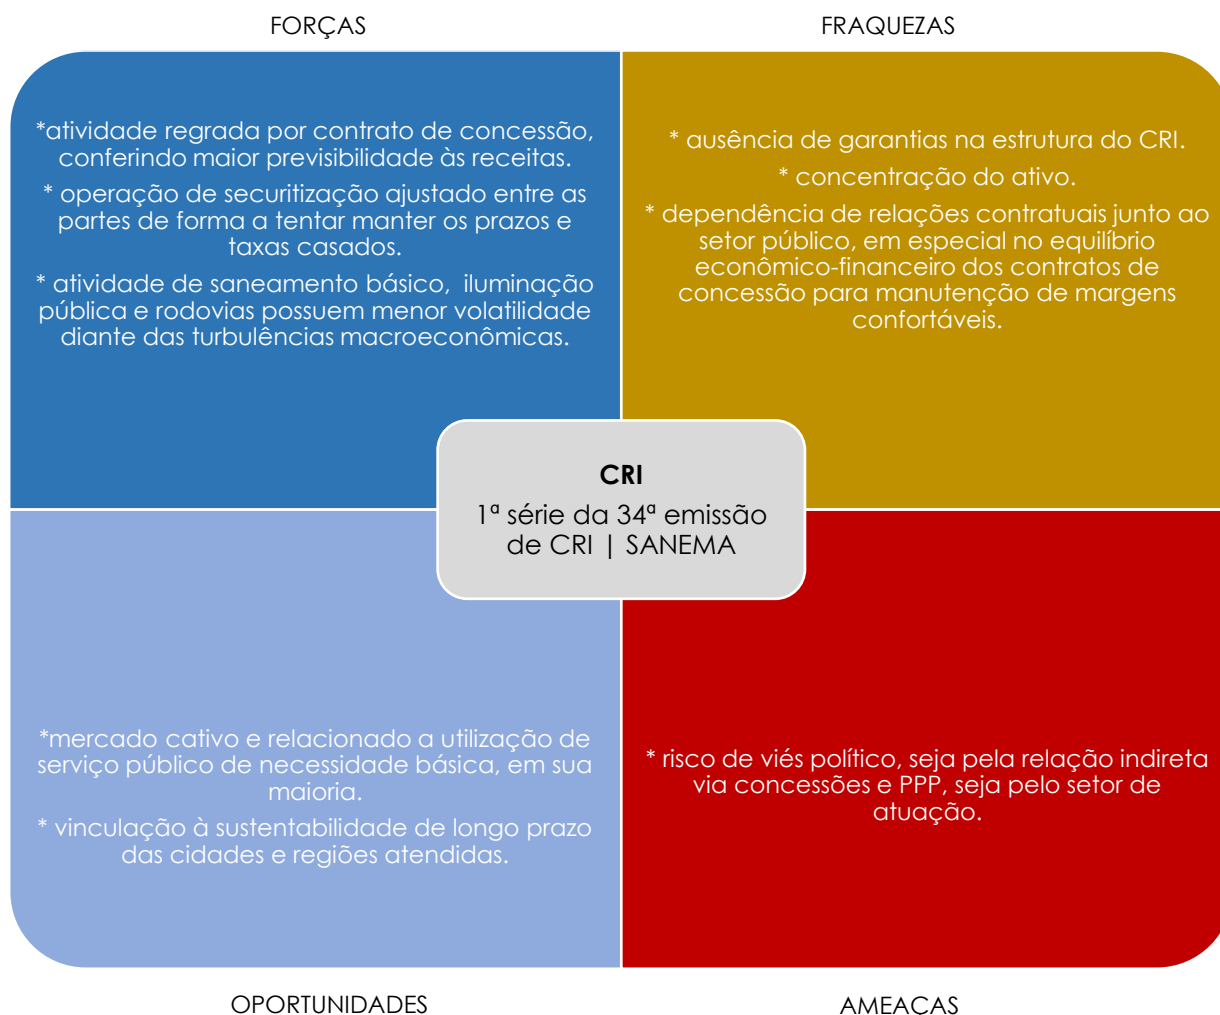 FORÇAS
FRAQUEZAS
*atividade regrada por contrato de concessão,
conferindo maior previsibilidade às receitas.
* operação de securitização ajustado entre as
partes de forma a tentar manter os prazos e
taxas casados.
* atividade de saneamento básico, iluminação
pública e rodovias possuem menor volatilidade
diante das turbulências macroeconômicas.
* ausência de garantias na estrutura do CRI.
* concentração do ativo.
* dependência de relações contratuais junto ao
setor público, em especial no equilíbrio
econômico-financeiro dos contratos de
concessão para manutenção de margens
confortáveis.
CRI
1ª série da 34ª emissão
de CRI | SANEMA
*mercado cativo e relacionado a utilização de
serviço público de necessidade básica, em sua
maioria.
* vinculação à sustentabilidade de longo prazo
das cidades e regiões atendidas.
* risco de viés político, seja pela relação indireta
via concessões e PPP, seja pelo setor de
atuação.
OPORTUNIDADES
AMEACAS